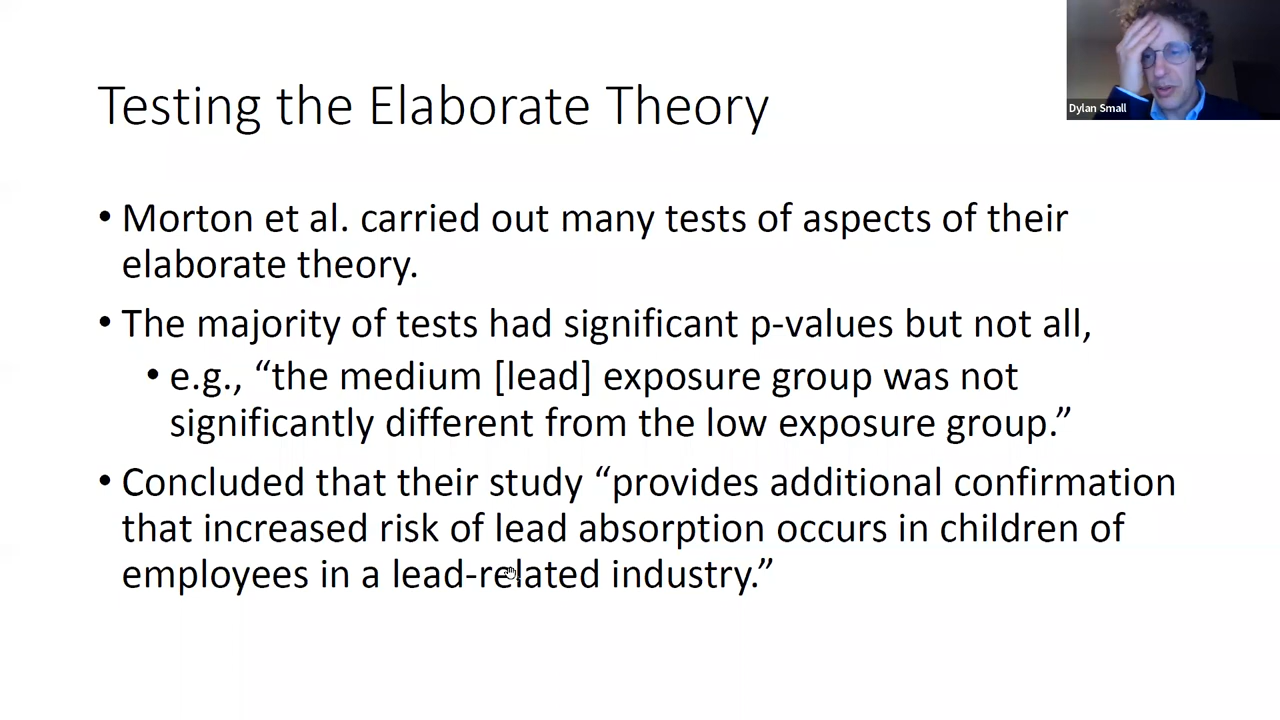 Dylan Small
Testing the Elaborate Theory
• Morton et al. carried out many tests of aspects of their
elaborate theory.
• The majority of tests had significant p-values but not all,
• e.g., “the medium [lead] exposure group was not
significantly different from the low exposure group.”
• Concluded that their study “provides additional confirmation
that increased risk of lead absorption occurs in children of
employees in a lead-related industry.”